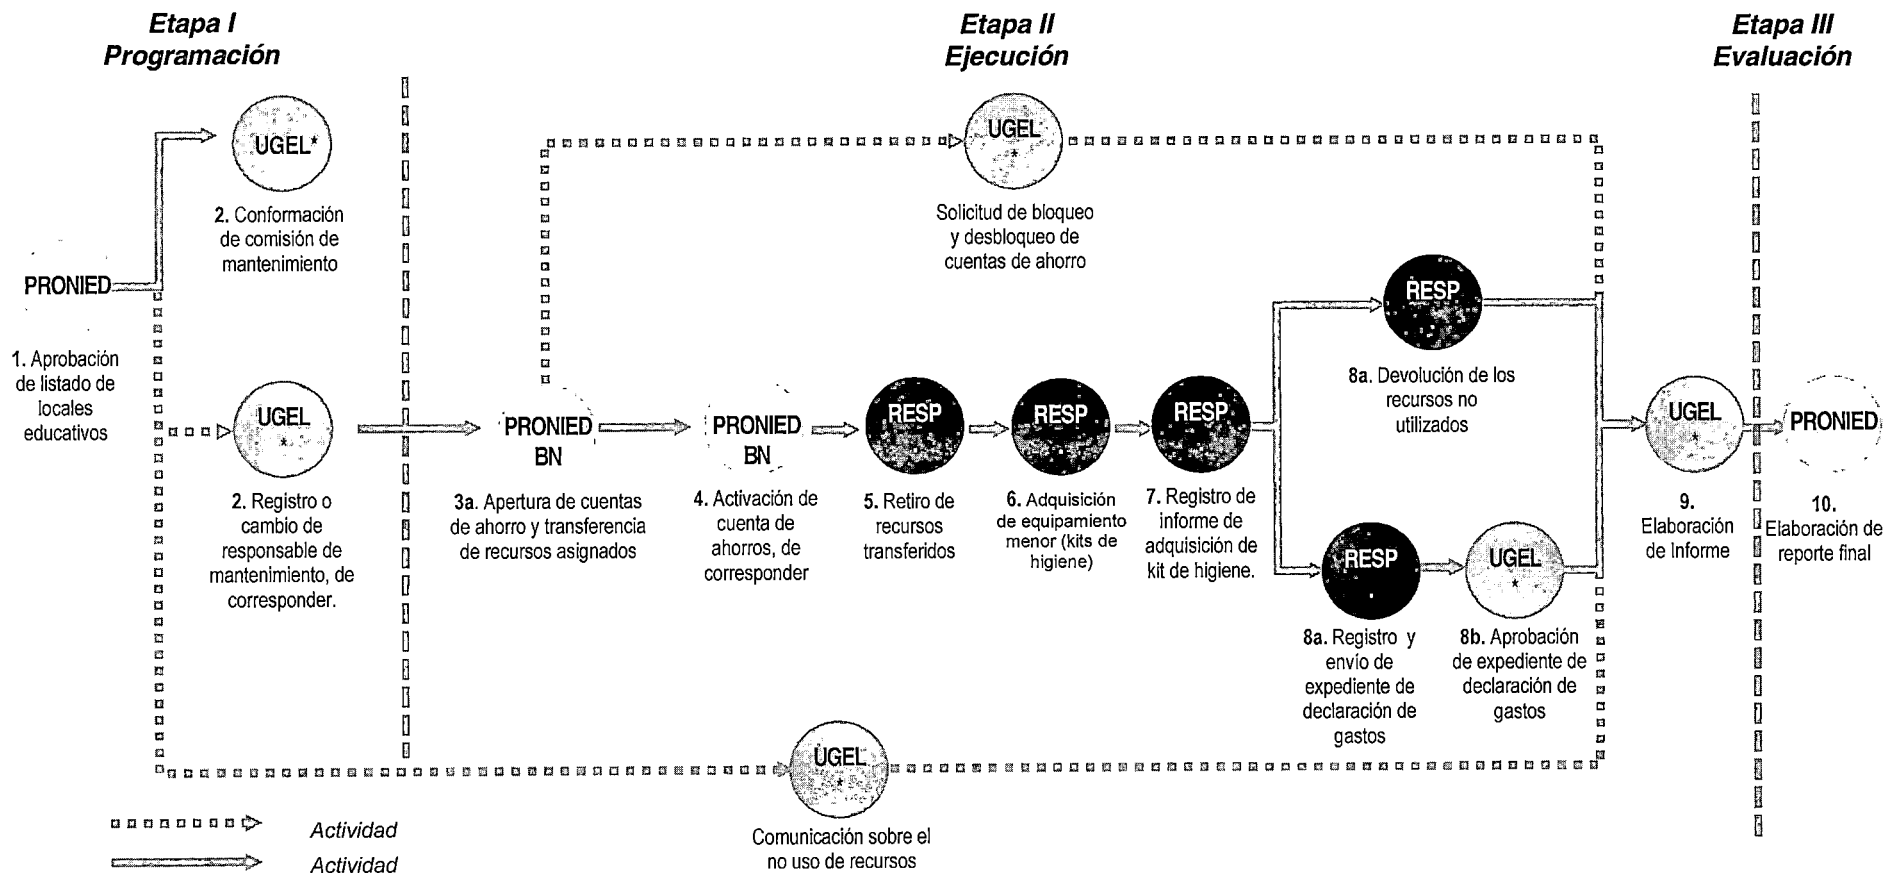 Etapa I
Programación
Etapa II
Ejecución
Etapa III
Evaluación
UGEL*
2. Conformación
de comisión de
mantenimiento
UGEL
*
Solicitud de bloqueo
y desbloqueo de
cuentas de ahorro
PRONIED
1. Aprobación
de listado de
locales
educativos
UGEL
*
2. Registro o
cambio de
responsable de
mantenimiento, de
corresponder.
PRONIED
BN
3a. Apertura de cuentas
de ahorro y transferencia
de recursos asignados
PRONIED
BN
4. Activación de
cuenta de
ahorros, de
corresponder
RESP
5. Retiro de
recursos
transferidos
RESP
6. Adquisición
de equipamiento
menor (kits de
higiene)
RESP
7. Registro de
informe de
adquisición de
kit de higiene.
RESP
8a. Devolución de los
recursos no
utilizados
RESP
8a. Registro y
envío de
expediente de
declaración de
gastos
UGEL
*
8b. Aprobación
de expediente de
declaración de
gastos
UGEL
*
9.
Elaboración
de Informe
PRONIED
10.
Elaboración de
reporte final
UGEL
*
Comunicación sobre el
no uso de recursos
Actividad
Actividad